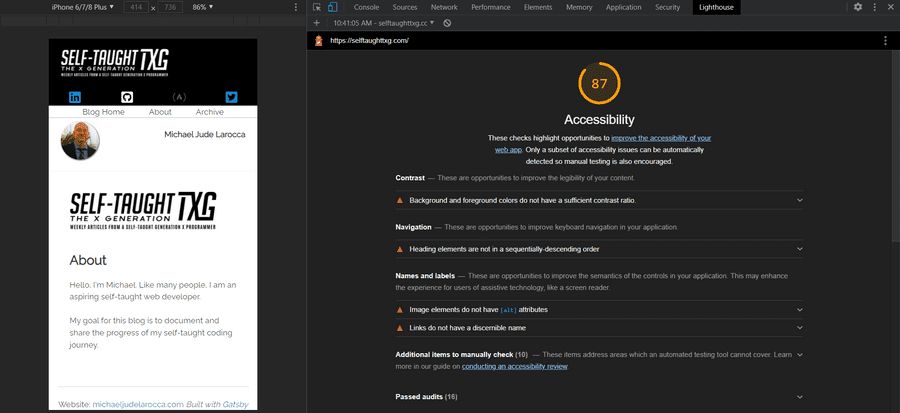 iPhone 6/7/8 Plus ▼ 414 × 736 86% ▼
Console Sources Network Performance Elements Memory Application Security Lighthouse
+ 10:41:05 AM - selftaughttxg.cc ▼
https://selftaughttxg.com/
SELF-TAUGHT TXG
THE X GENERATION
WEEKLY ARTICLES FROM A SELF-TAUGHT GENERATION X PROGRAMMER
Blog Home About Archive
Michael Jude Larocca
SELF-TAUGHT TXG
THE X GENERATION
WEEKLY ARTICLES FROM A SELF-TAUGHT GENERATION X PROGRAMMER
About
Hello, I'm Michael. Like many people, I am an
aspiring self-taught web developer.
My goal for this blog is to document and
share the progress of my self-taught coding
journey.
Website: michaeljudelarocca.com Built with Gatsby
87
Accessibility
These checks highlight opportunities to improve the accessibility of your
web app. Only a subset of accessibility issues can be automatically
detected so manual testing is also encouraged.
Contrast — These are opportunities to improve the legibility of your content.
Background and foreground colors do not have a sufficient contrast ratio.
Navigation — These are opportunities to improve keyboard navigation in your application.
Heading elements are not in a sequentially-descending order
Names and labels — These are opportunities to improve the semantics of the controls in your application. This may enhance
the experience for users of assistive technology, like a screen reader.
Image elements do not have [alt] attributes
Links do not have a discernible name
Additional items to manually check (10) — These items address areas which an automated testing tool cannot cover. Learn
more in our guide on conducting an accessibility review.
Passed audits (16)